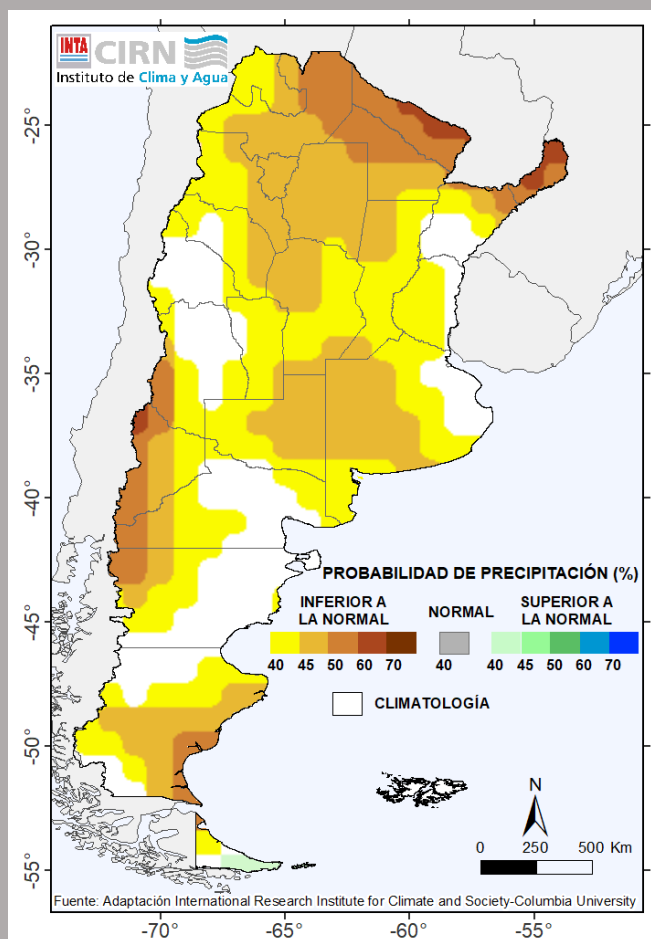 INTA CIRN
Instituto de Clima y Agua
-25°
-30°
-35°
-40°
-45°
-50°
-55°
PROBABILIDAD DE PRECIPITACIÓN (%)
INFERIOR A
LA NORMAL
NORMAL
SUPERIOR A
LA NORMAL
40 45 50 60 70
40
40 45 50 60 70
CLIMATOLOGÍA
N
0 250 500 Km
Fuente: Adaptación International Research Institute for Climate and Society-Columbia University
-70° -65° -60° -55°